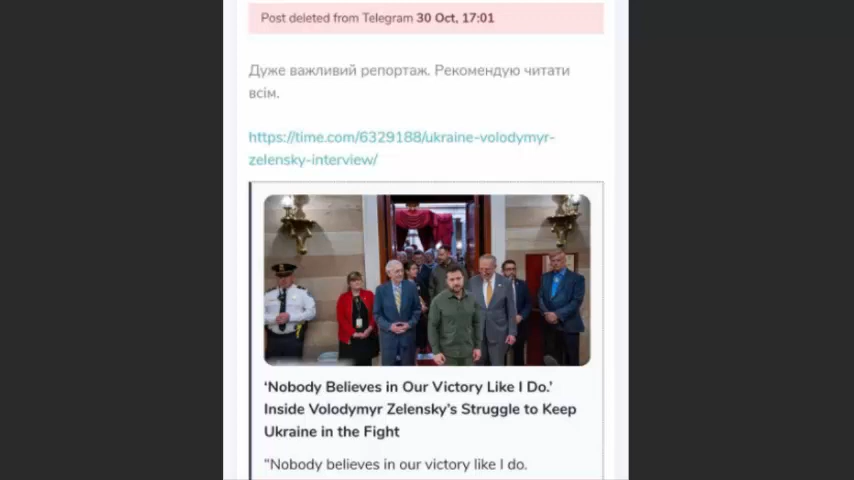 Post deleted from Telegram 30 Oct, 17:01
Дуже важливий репортаж. Рекомендую читати
всім.
https://time.com/6329188/ukraine-volodymyr-
zelensky-interview/
‘Nobody Believes in Our Victory Like I Do.’
Inside Volodymyr Zelensky’s Struggle to Keep
Ukraine in the Fight
“Nobody believes in our victory like I do.